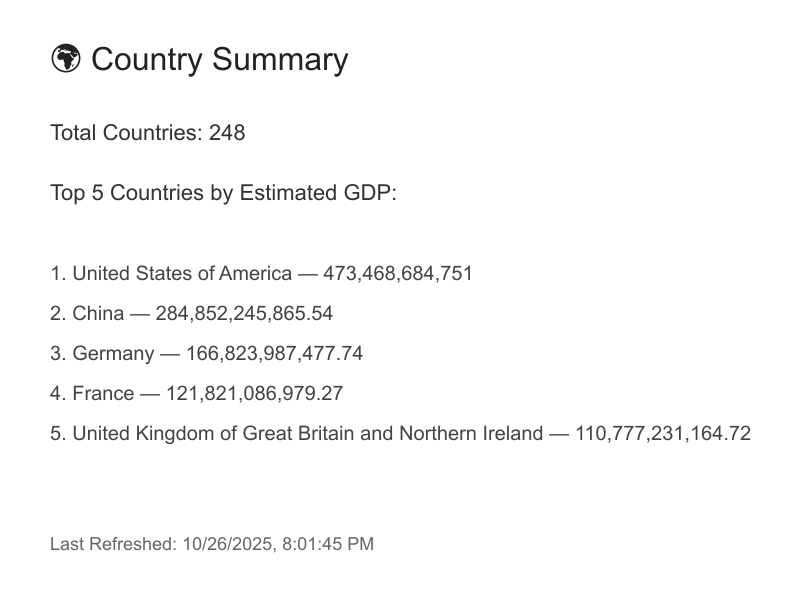 🌍 Country Summary
Total Countries: 248
Top 5 Countries by Estimated GDP:
1. United States of America — 473,468,684,751
2. China — 284,852,245,865.54
3. Germany — 166,823,987,477.74
4. France — 121,821,086,979.27
5. United Kingdom of Great Britain and Northern Ireland — 110,777,231,164.72
Last Refreshed: 10/26/2025, 8:01:45 PM